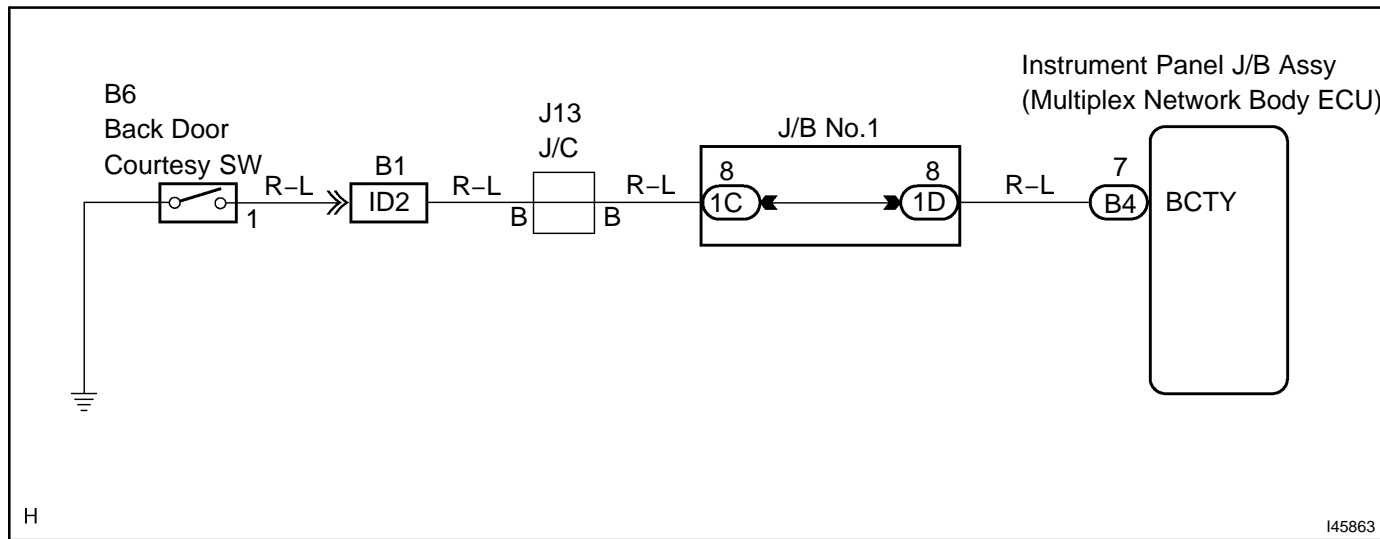 Instrument Panel J/B Assy
(Multiplex Network Body ECU)
B6
Back Door
Courtesy SW
J13
J/C
J/B No.1
R–L
B1
ID2
R–L
R–L
8
8
R–L
7
1
B
B
1C
1D
B4
BCTY
H
I45863